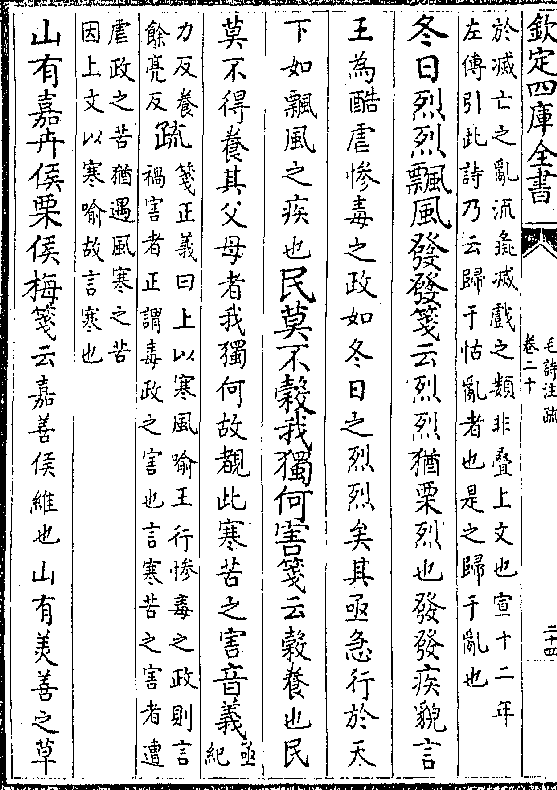 欽定四庫全書
毛詩注疏
卷二十
二十四
於滅亡之亂流彘滅戲之類非疊上文也宣十二年
左傳引此詩乃云歸于怙亂者也是之歸于亂也
冬日烈烈飄風發發箋云烈烈猶栗烈也發發疾貌言
王為酷虐慘毒之政如冬日之烈烈矣其亟急行於天
下如飄風之疾也民莫不穀我獨何害箋云穀養也民
莫不得養其父母者我獨何故覩此寒苦之害音義亟紀
力反養餘亮反疏箋正義曰上以寒風喻王行慘毒之政則言
禍害者正謂毒政之害也言寒苦之害者遭
虐政之苦猶遇風寒之苦
因上文以寒喻故言寒也
山有嘉卉侯栗侯梅箋云嘉善侯維也山有美善之草